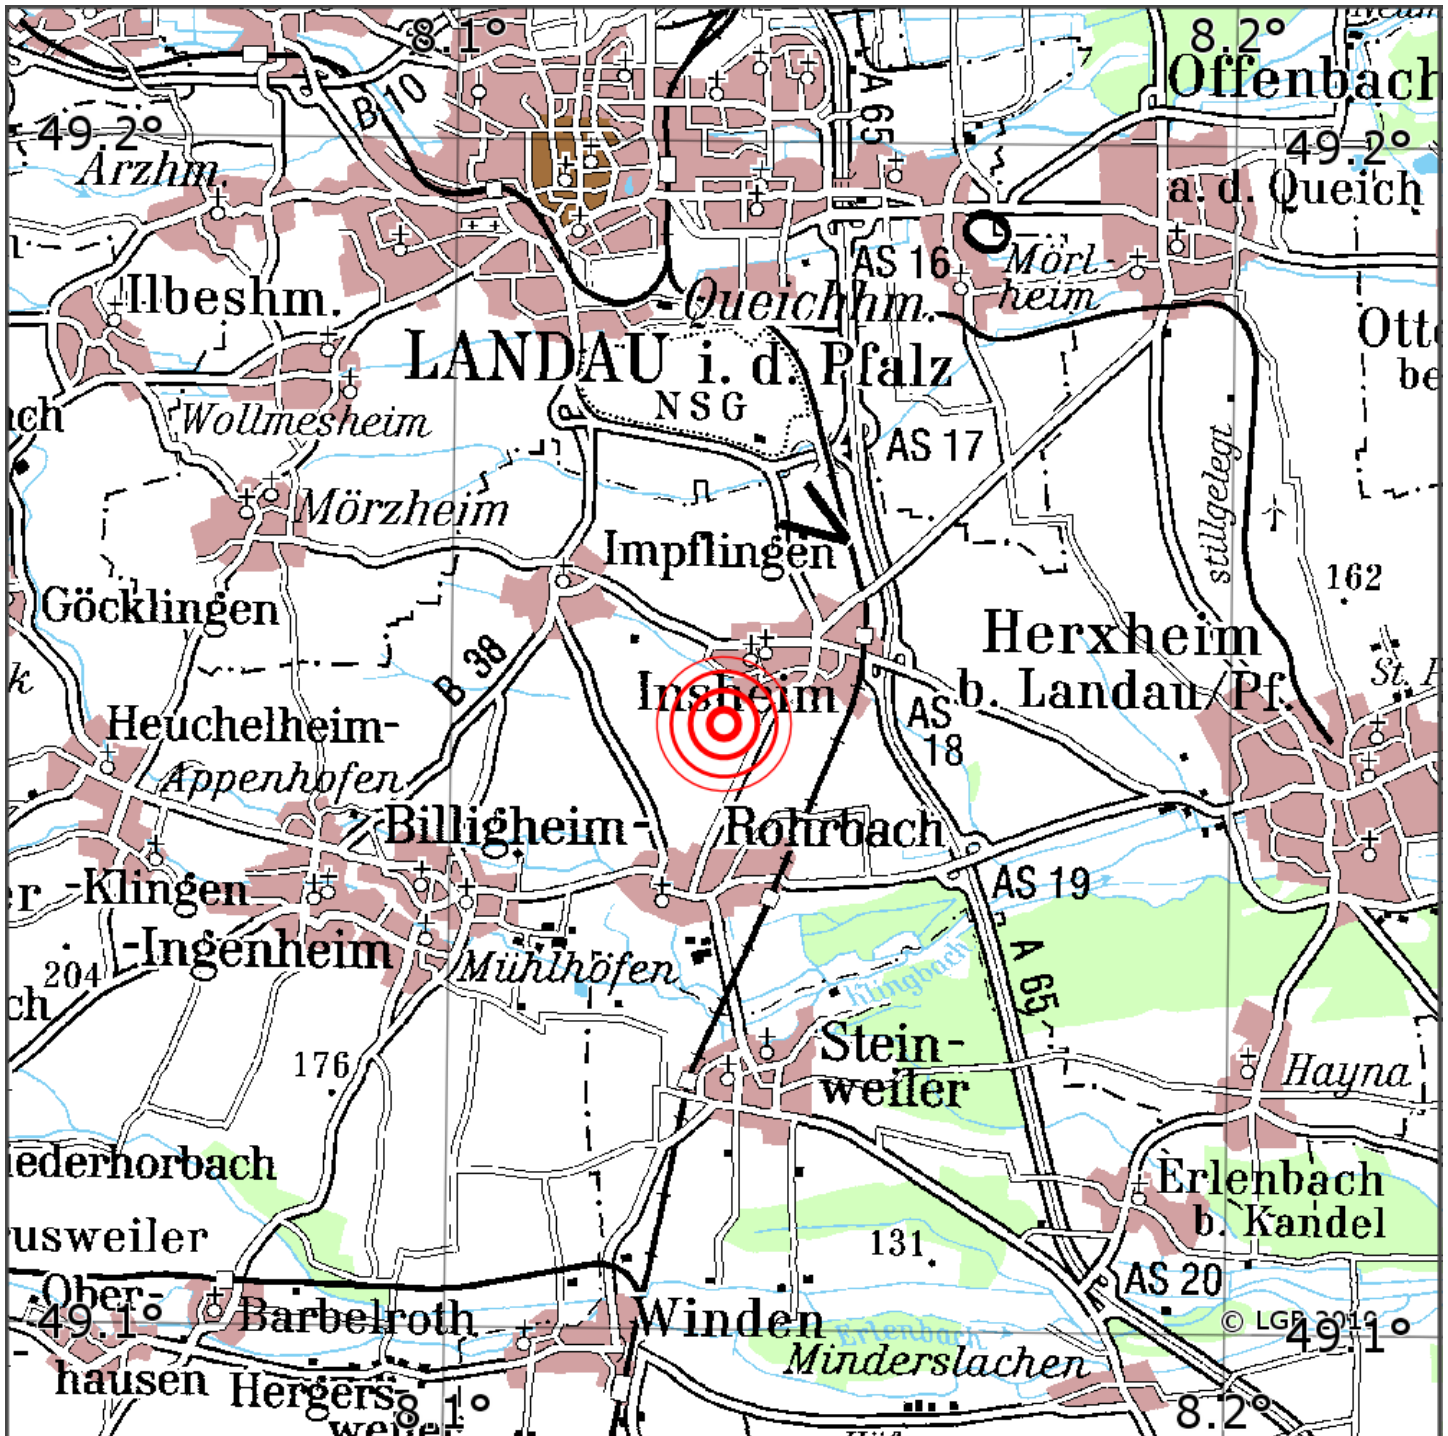 8.1°
8.2°
B 10
A 65
Offenbach
49.2°
49.2°
Arzhm.
a. d. Queich
AS 16
Mörl-
heim
Ilbeshm.
Queichhm.
LANDAU i. d. Pfalz
NSG
Wollmesheim
AS 17
stillgelegt
Mörzheim
Impflingen
162
Göcklingen
Herxheim
b. Landau/Pf.
B 38
Insheim
AS
18
Heuchelheim-
Appenhofen
Billigheim-
Rohrbach
-Klingen
AS 19
-Ingenheim
Mühlhofen
204
Klingbach
A 65
Stein-
weiler
176
Hayna
iederhorbach
Erlenbach
b. Kandel
rusweiler
131
AS 20
Ober-
49.1°
Barbelroth
Winden
Erlenbach
49.1°
Minderslachen
hausen
Hergers-
weiler
8.1°
8.2°